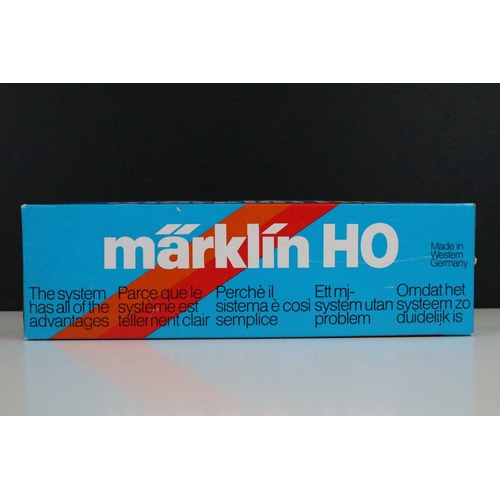 märklin HO
Made in
Western
Germany
The system
has all of the
advantages
Parce que le
système est
tellement clair
Perchè il
sistema è così
semplice
Ett mj-
system utan
problem
Omdat het
systeem zo
duidelijk is